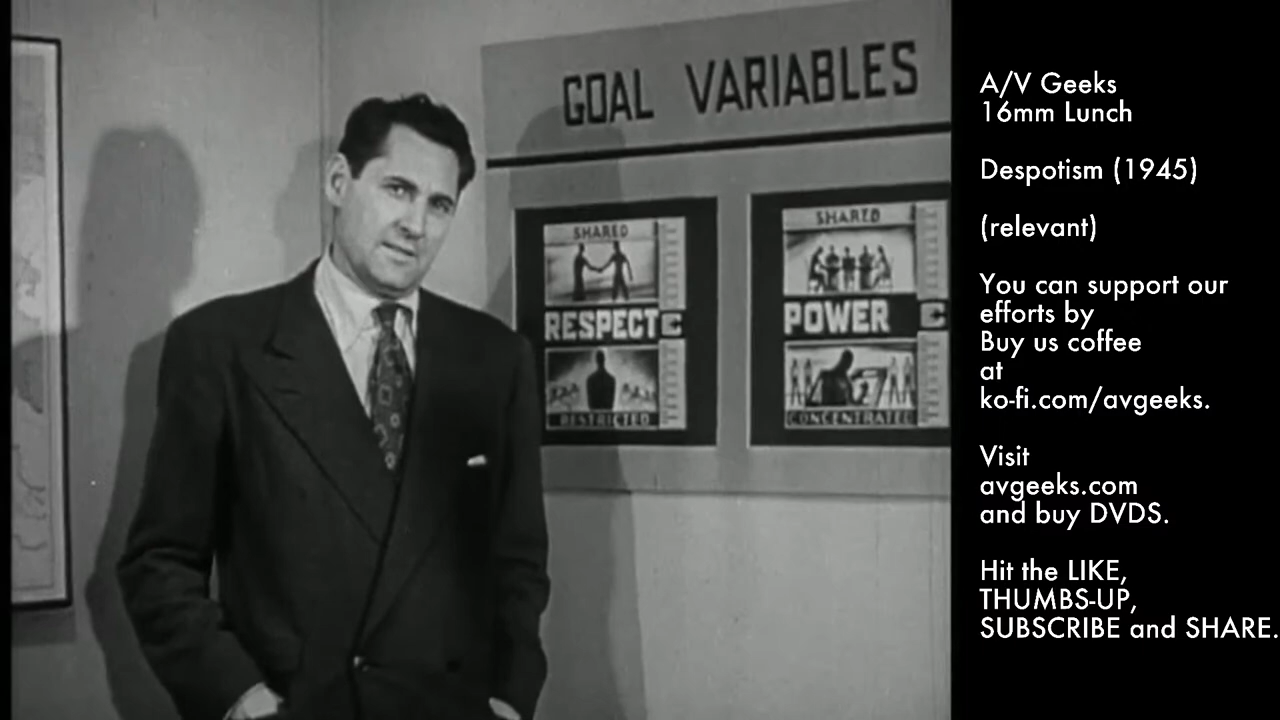 GOAL VARIABLES
SHARED
RESPECT
RESTRICTED
SHARED
POWER
CONCENTRATED
A/V Geeks
16mm Lunch
Despotism (1945)
(relevant)
You can support our
efforts by
Buy us coffee
at
ko-fi.com/avgeeks.
Visit
avgeeks.com
and buy DVDS.
Hit the LIKE,
THUMBS-UP,
SUBSCRIBE and SHARE.